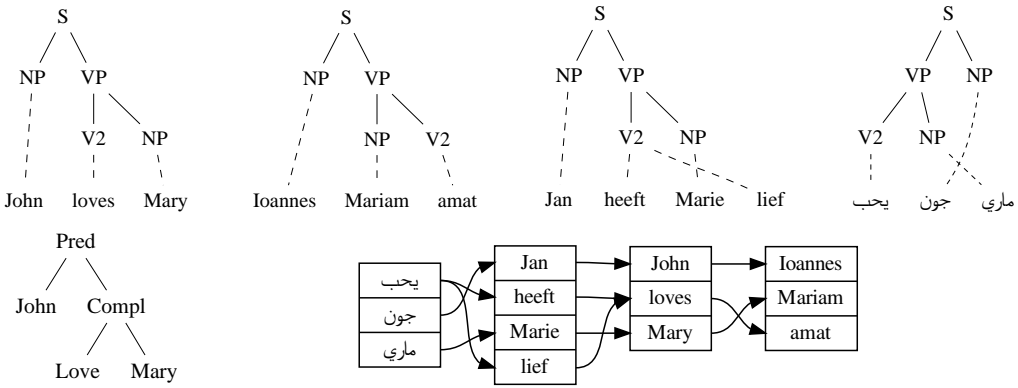 S S S S
NP VP NP VP NP VP VP NP
V2 NP NP V2 V2 NP V2 NP
John loves Mary Ioannes Mariam amat Jan heeft Marie lief يحب جون ماري
Pred
John Compl
Love Mary
يحب
جون
ماري
Jan
heeft
Marie
lief
John
loves
Mary
Ioannes
Mariam
amat